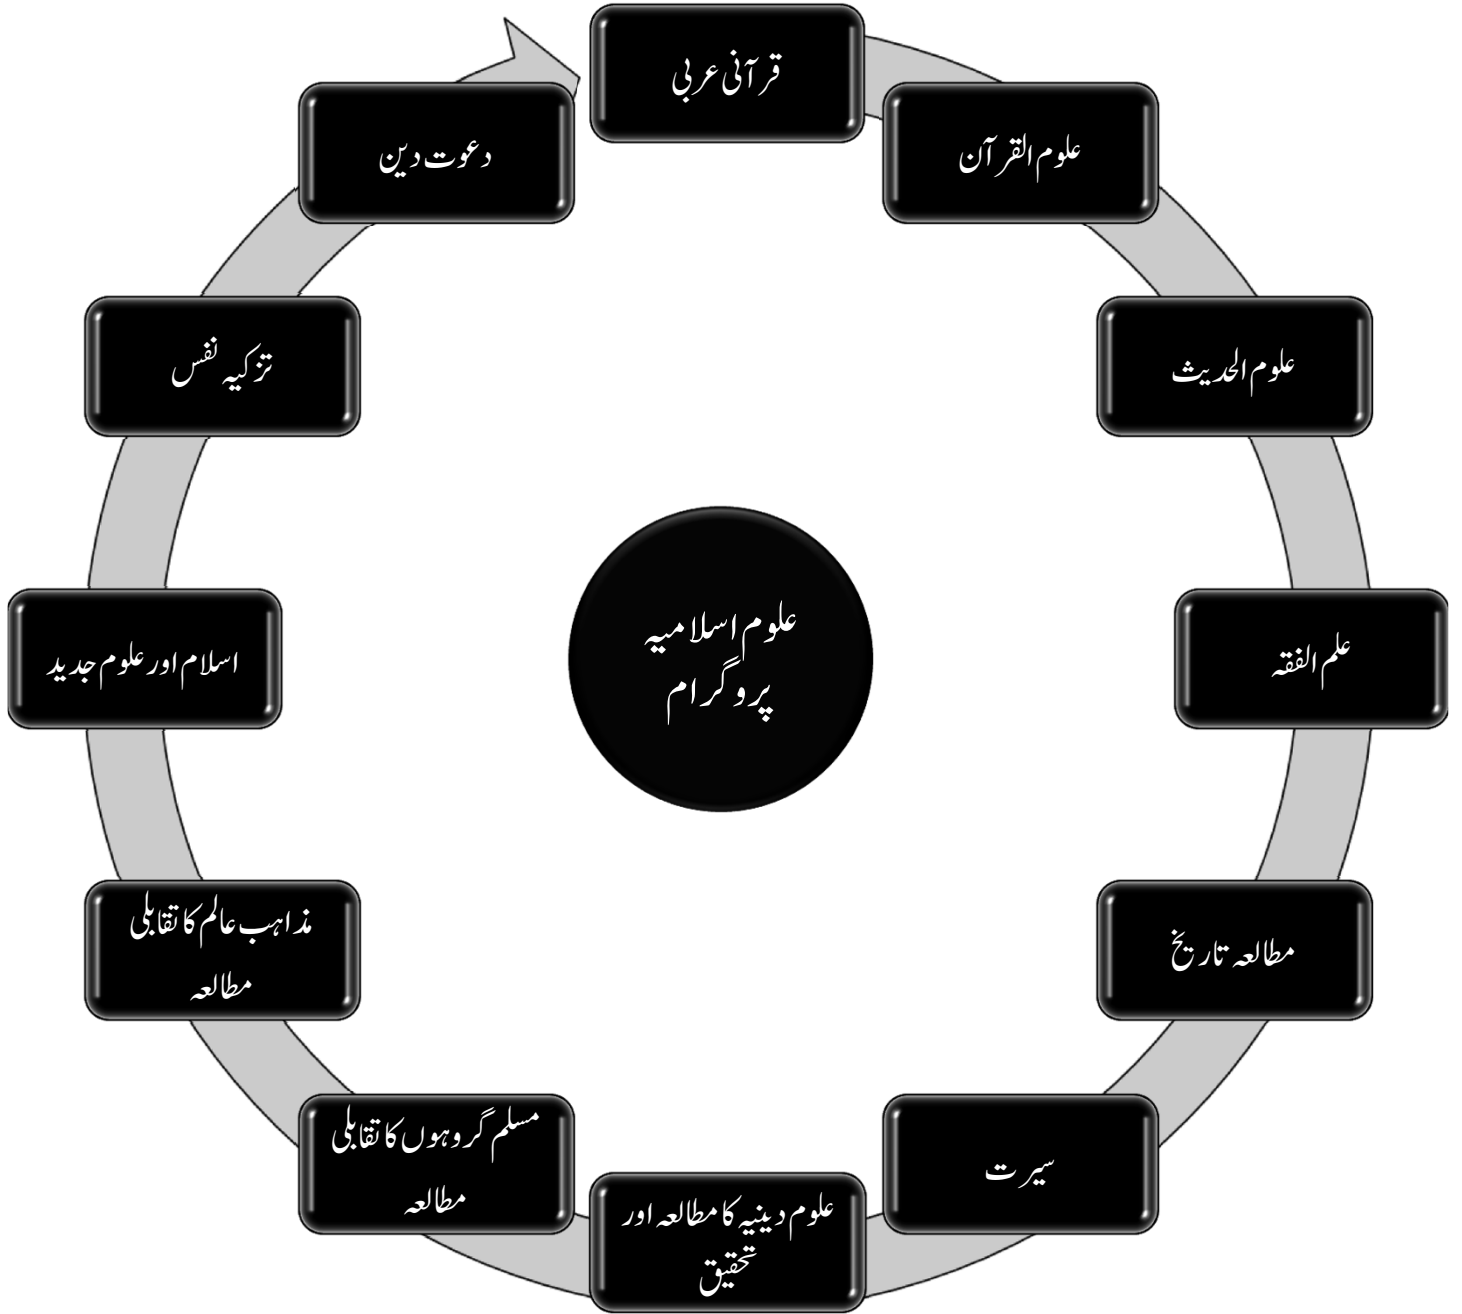 قرآنی عربی
علوم القرآن
علوم الحدیث
علم الفقہ
مطالعہ تاریخ
سیرت
علوم دینیہ کا مطالعہ اور
تحقیق
مسلم گروہوں کا تقابلی
مطالعہ
مذاہب عالم کا تقابلی
مطالعہ
اسلام اور علوم جدید
تزکیہ نفس
دعوت دین
علوم اسلامیہ
پروگرام